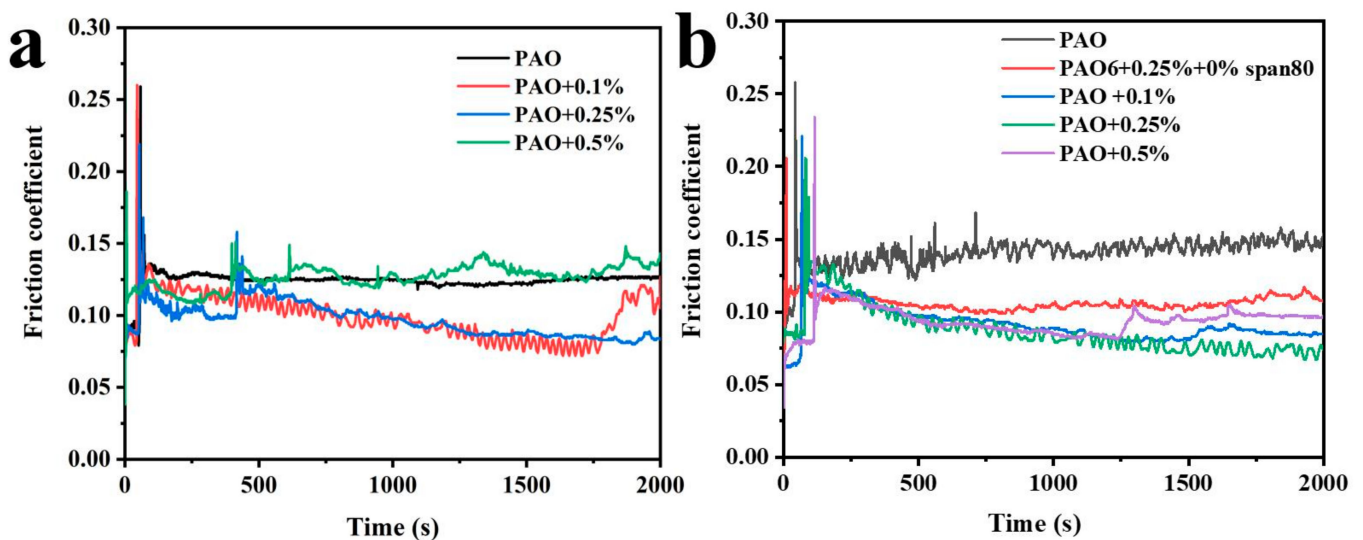 a
0.30
0.25
0.20
0.15
0.10
0.05
0.00
Friction coefficient
PAO
PAO+0.1%
PAO+0.25%
PAO+0.5%
0 500 1000 1500 2000
Time (s)
b
0.30
0.25
0.20
0.15
0.10
0.05
0.00
Friction coefficient
PAO
PAO6+0.25%+0% span80
PAO +0.1%
PAO+0.25%
PAO+0.5%
0 500 1000 1500 2000
Time (s)